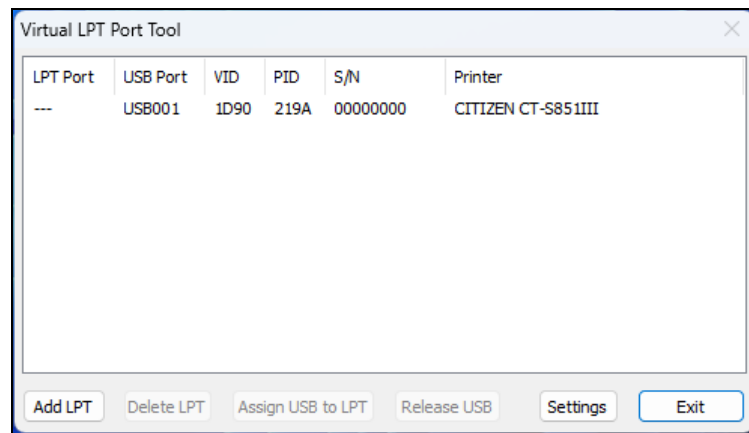 Virtual LPT Port Tool
LPT Port USB Port VID PID S/N Printer
--- USB001 1D90 219A 00000000 CITIZEN CT-S851III
Add LPT Delete LPT Assign USB to LPT Release USB Settings Exit